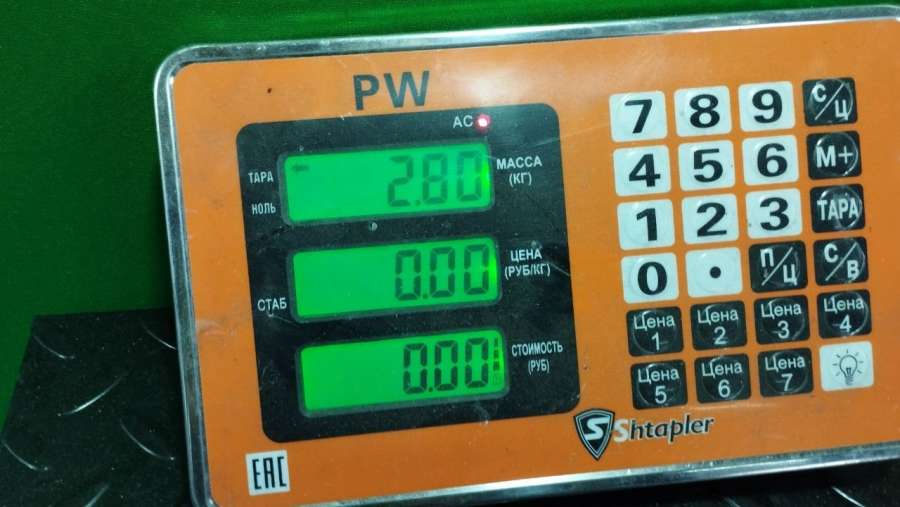 PW
AC
ТАРА
НОЛЬ
2.80
МАССА
(КГ)
СТАБ
0.00
ЦЕНА
(РУБ/КГ)
0.00
СТОИМОСТЬ
(РУБ)
7 8 9 С/Ц
4 5 6 М+
1 2 3 ТАРА
0 . П/Ц С/В
Цена 1 Цена 2 Цена 3 Цена 4
Цена 5 Цена 6 Цена 7
S Shtapler
EAC